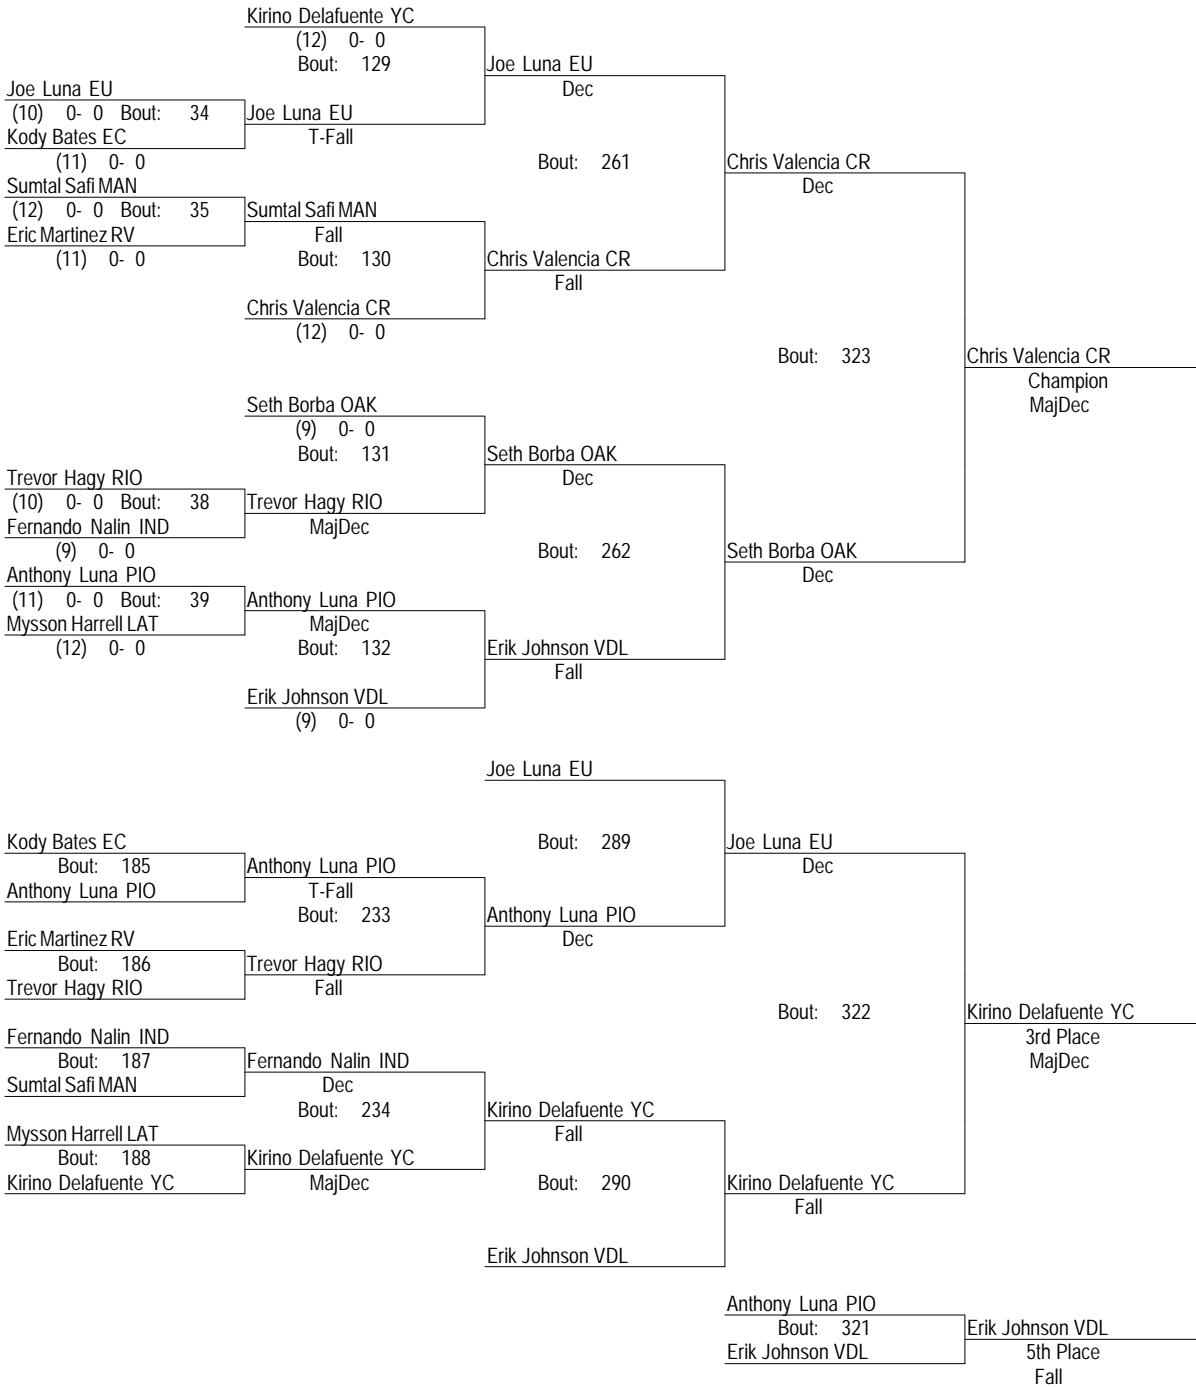 Kirino Delafuente YC
(12) 0- 0
Bout: 129
Joe Luna EU
Dec
Joe Luna EU
(10) 0- 0 Bout: 34
Joe Luna EU
T-Fall
Kody Bates EC
(11) 0- 0
Bout: 261
Chris Valencia CR
Dec
Sumtal Safi MAN
(12) 0- 0 Bout: 35
Sumtal Safi MAN
Fall
Eric Martinez RV
(11) 0- 0
Bout: 130
Chris Valencia CR
Fall
Chris Valencia CR
(12) 0- 0
Bout: 323
Chris Valencia CR
Champion
MajDec
Seth Borba OAK
(9) 0- 0
Bout: 131
Seth Borba OAK
Dec
Trevor Hagy RIO
(10) 0- 0 Bout: 38
Trevor Hagy RIO
MajDec
Fernando Nalin IND
(9) 0- 0
Bout: 262
Seth Borba OAK
Dec
Anthony Luna PIO
(11) 0- 0 Bout: 39
Anthony Luna PIO
MajDec
Mysson Harrell LAT
(12) 0- 0
Bout: 132
Erik Johnson VDL
Fall
Erik Johnson VDL
(9) 0- 0
Joe Luna EU
Bout: 289
Joe Luna EU
Dec
Kody Bates EC
Bout: 185
Anthony Luna PIO
Anthony Luna PIO
T-Fall
Bout: 233
Anthony Luna PIO
Dec
Eric Martinez RV
Bout: 186
Trevor Hagy RIO
Trevor Hagy RIO
Fall
Bout: 322
Kirino Delafuente YC
3rd Place
MajDec
Fernando Nalin IND
Bout: 187
Sumtal Safi MAN
Fernando Nalin IND
Dec
Bout: 234
Kirino Delafuente YC
Fall
Mysson Harrell LAT
Bout: 188
Kirino Delafuente YC
Kirino Delafuente YC
MajDec
Bout: 290
Kirino Delafuente YC
Fall
Erik Johnson VDL
Anthony Luna PIO
Bout: 321
Erik Johnson VDL
Erik Johnson VDL
5th Place
Fall